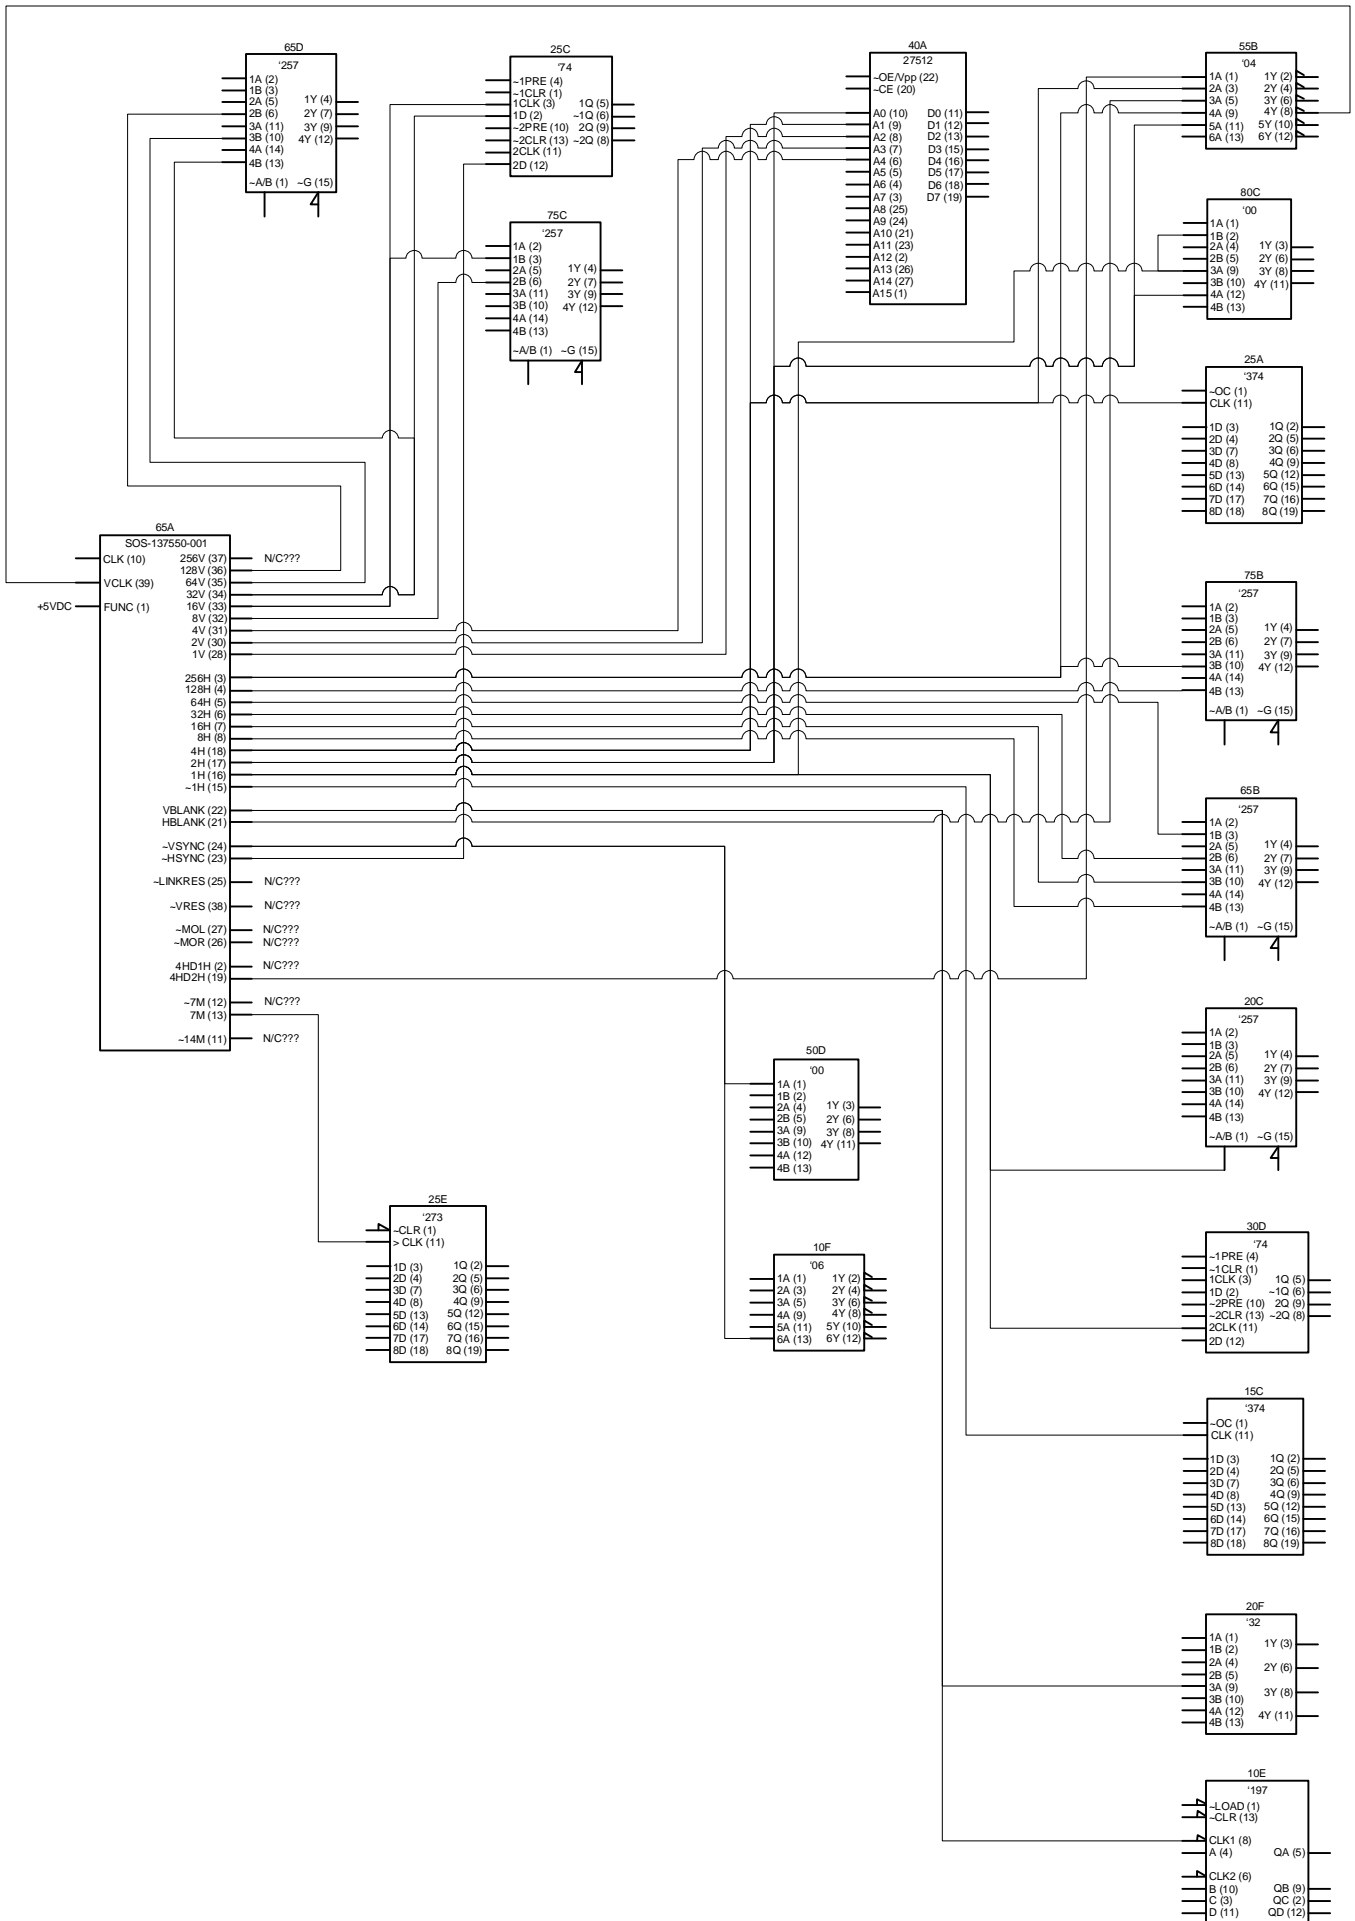 65D
'257
1A (2)
1B (3)
2A (5)
2B (6)
3A (11)
3B (10)
4A (14)
4B (13)
1Y (4)
2Y (7)
3Y (9)
4Y (12)
~A/B (1) ~G (15)
25C
'74
~1PRE (4)
~1CLR (1)
1CLK (3)
1D (2)
~2PRE (10)
~2CLR (13)
2CLK (11)
2D (12)
1Q (5)
~1Q (6)
2Q (9)
~2Q (8)
75C
'257
1A (2)
1B (3)
2A (5)
2B (6)
3A (11)
3B (10)
4A (14)
4B (13)
1Y (4)
2Y (7)
3Y (9)
4Y (12)
~A/B (1) ~G (15)
40A
27512
~OE/Vpp (22)
~CE (20)
A0 (10)
A1 (9)
A2 (8)
A3 (7)
A4 (6)
A5 (5)
A6 (4)
A7 (3)
A8 (25)
A9 (24)
A10 (21)
A11 (23)
A12 (2)
A13 (26)
A14 (27)
A15 (1)
D0 (11)
D1 (12)
D2 (13)
D3 (15)
D4 (16)
D5 (17)
D6 (18)
D7 (19)
55B
'04
1A (1)
2A (3)
3A (5)
4A (9)
5A (11)
6A (13)
1Y (2)
2Y (4)
3Y (6)
4Y (8)
5Y (10)
6Y (12)
80C
'00
1A (1)
1B (2)
2A (4)
2B (5)
3A (9)
3B (10)
4A (12)
4B (13)
1Y (3)
2Y (6)
3Y (8)
4Y (11)
25A
'374
~OC (1)
CLK (11)
1D (3)
2D (4)
3D (7)
4D (8)
5D (13)
6D (14)
7D (17)
8D (18)
1Q (2)
2Q (5)
3Q (6)
4Q (9)
5Q (12)
6Q (15)
7Q (16)
8Q (19)
65A
SOS-137550-001
CLK (10)
VCLK (39)
+5VDC
FUNC (1)
256V (37) N/C???
128V (36)
64V (35)
32V (34)
16V (33)
8V (32)
4V (31)
2V (30)
1V (28)
256H (3)
128H (4)
64H (5)
32H (6)
16H (7)
8H (8)
4H (18)
2H (17)
1H (16)
~1H (15)
VBLANK (22)
HBLANK (21)
~VSYNC (24)
~HSYNC (23)
~LINKRES (25) N/C???
~VRES (38) N/C???
~MOL (27) N/C???
~MOR (26) N/C???
4HD1H (2) N/C???
4HD2H (19)
~7M (12) N/C???
7M (13)
~14M (11) N/C???
75B
'257
1A (2)
1B (3)
2A (5)
2B (6)
3A (11)
3B (10)
4A (14)
4B (13)
1Y (4)
2Y (7)
3Y (9)
4Y (12)
~A/B (1) ~G (15)
65B
'257
1A (2)
1B (3)
2A (5)
2B (6)
3A (11)
3B (10)
4A (14)
4B (13)
1Y (4)
2Y (7)
3Y (9)
4Y (12)
~A/B (1) ~G (15)
20C
'257
1A (2)
1B (3)
2A (5)
2B (6)
3A (11)
3B (10)
4A (14)
4B (13)
1Y (4)
2Y (7)
3Y (9)
4Y (12)
~A/B (1) ~G (15)
50D
'00
1A (1)
1B (2)
2A (4)
2B (5)
3A (9)
3B (10)
4A (12)
4B (13)
1Y (3)
2Y (6)
3Y (8)
4Y (11)
25E
'273
~CLR (1)
> CLK (11)
1D (3)
2D (4)
3D (7)
4D (8)
5D (13)
6D (14)
7D (17)
8D (18)
1Q (2)
2Q (5)
3Q (6)
4Q (9)
5Q (12)
6Q (15)
7Q (16)
8Q (19)
10F
'06
1A (1)
2A (3)
3A (5)
4A (9)
5A (11)
6A (13)
1Y (2)
2Y (4)
3Y (6)
4Y (8)
5Y (10)
6Y (12)
30D
'74
~1PRE (4)
~1CLR (1)
1CLK (3)
1D (2)
~2PRE (10)
~2CLR (13)
2CLK (11)
2D (12)
1Q (5)
~1Q (6)
2Q (9)
~2Q (8)
15C
'374
~OC (1)
CLK (11)
1D (3)
2D (4)
3D (7)
4D (8)
5D (13)
6D (14)
7D (17)
8D (18)
1Q (2)
2Q (5)
3Q (6)
4Q (9)
5Q (12)
6Q (15)
7Q (16)
8Q (19)
20F
'32
1A (1)
1B (2)
2A (4)
2B (5)
3A (9)
3B (10)
4A (12)
4B (13)
1Y (3)
2Y (6)
3Y (8)
4Y (11)
10E
'197
~LOAD (1)
~CLR (13)
CLK1 (8)
A (4) QA (5)
CLK2 (6)
B (10) QB (9)
C (3) QC (2)
D (11) QD (12)